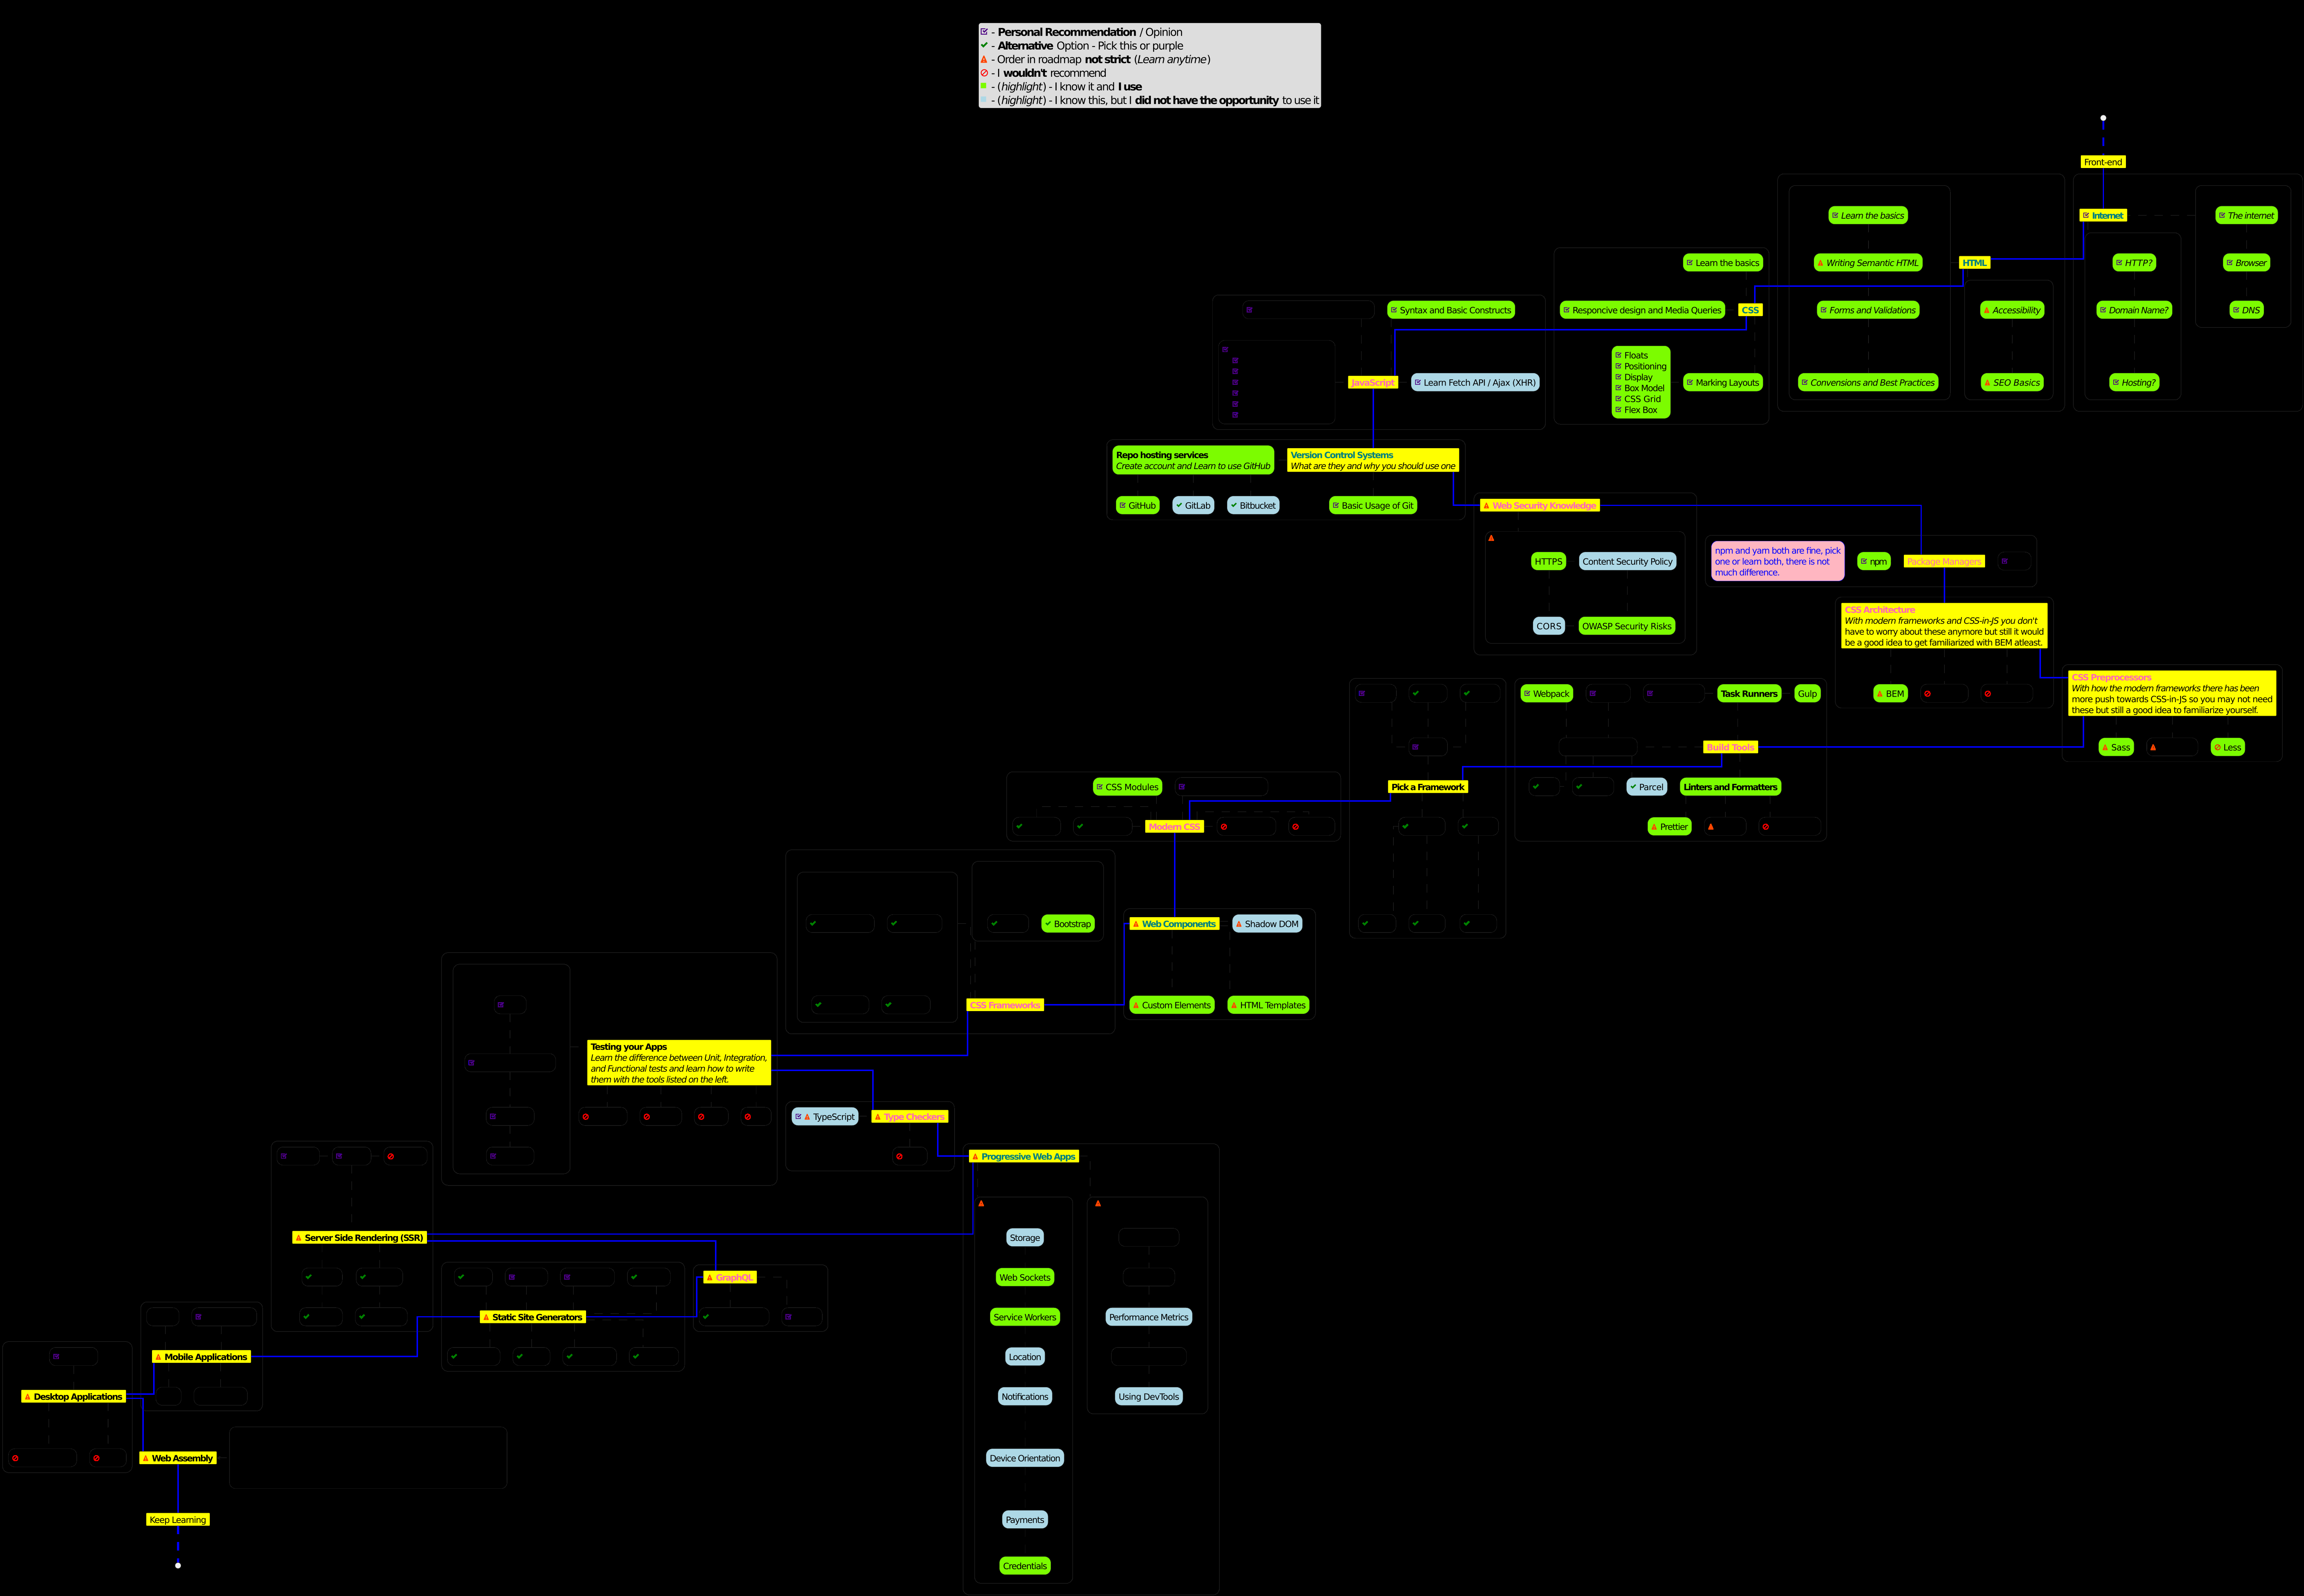 - Personal Recommendation / Opinion
- Alternative Option - Pick this or purple
- Order in roadmap not strict (Learn anytime)
- I wouldn't recommend
- (highlight) - I know it and I use
- (highlight) - I know this, but I did not have the opportunity to use it
Front-end
Internet
The internet
Browser
DNS
HTTP?
Domain Name?
Hosting?
HTML
Learn the basics
Writing Semantic HTML
Forms and Validations
Convensions and Best Practices
Accessibility
SEO Basics
CSS
Learn the basics
Responcive design and Media Queries
Marking Layouts
Floats
Positioning
Display
Box Model
CSS Grid
Flex Box
JavaScript
Syntax and Basic Constructs
Learn Fetch API / Ajax (XHR)
Version Control Systems
What are they and why you should use one
Basic Usage of Git
Repo hosting services
Create account and Learn to use GitHub
GitHub
GitLab
Bitbucket
Web Security Knowledge
HTTPS
Content Security Policy
CORS
OWASP Security Risks
Package Managers
npm
npm and yarn both are fine, pick
one or learn both, there is not
much difference.
CSS Architecture
With modern frameworks and CSS-in-JS you don't
have to worry about these anymore but still it would
be a good idea to get familiarized with BEM atleast.
BEM
CSS Preprocessors
With how the modern frameworks there has been
more push towards CSS-in-JS so you may not need
these but still a good idea to familiarize yourself.
Sass
Less
Build Tools
Webpack
Task Runners
Gulp
Parcel
Linters and Formatters
Prettier
Pick a Framework
Modern CSS
CSS Modules
Web Components
Shadow DOM
Custom Elements
HTML Templates
CSS Frameworks
Bootstrap
Testing your Apps
Learn the difference between Unit, Integration,
and Functional tests and learn how to write
them with the tools listed on the left.
Type Checkers
TypeScript
Progressive Web Apps
Storage
Web Sockets
Service Workers
Location
Notifications
Device Orientation
Payments
Credentials
Performance Metrics
Using DevTools
Server Side Rendering (SSR)
GraphQL
Static Site Generators
Mobile Applications
Desktop Applications
Web Assembly
Keep Learning